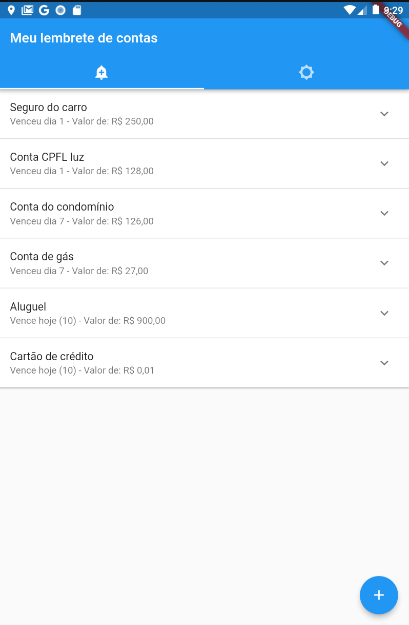 9:29
DEBUG
Meu lembrete de contas
Seguro do carro
Venceu dia 1 - Valor de: R$ 250,00
Conta CPFL luz
Venceu dia 1 - Valor de: R$ 128,00
Conta do condomínio
Venceu dia 7 - Valor de: R$ 126,00
Conta de gás
Venceu dia 7 - Valor de: R$ 27,00
Aluguel
Vence hoje (10) - Valor de: R$ 900,00
Cartão de crédito
Vence hoje (10) - Valor de: R$ 0,01